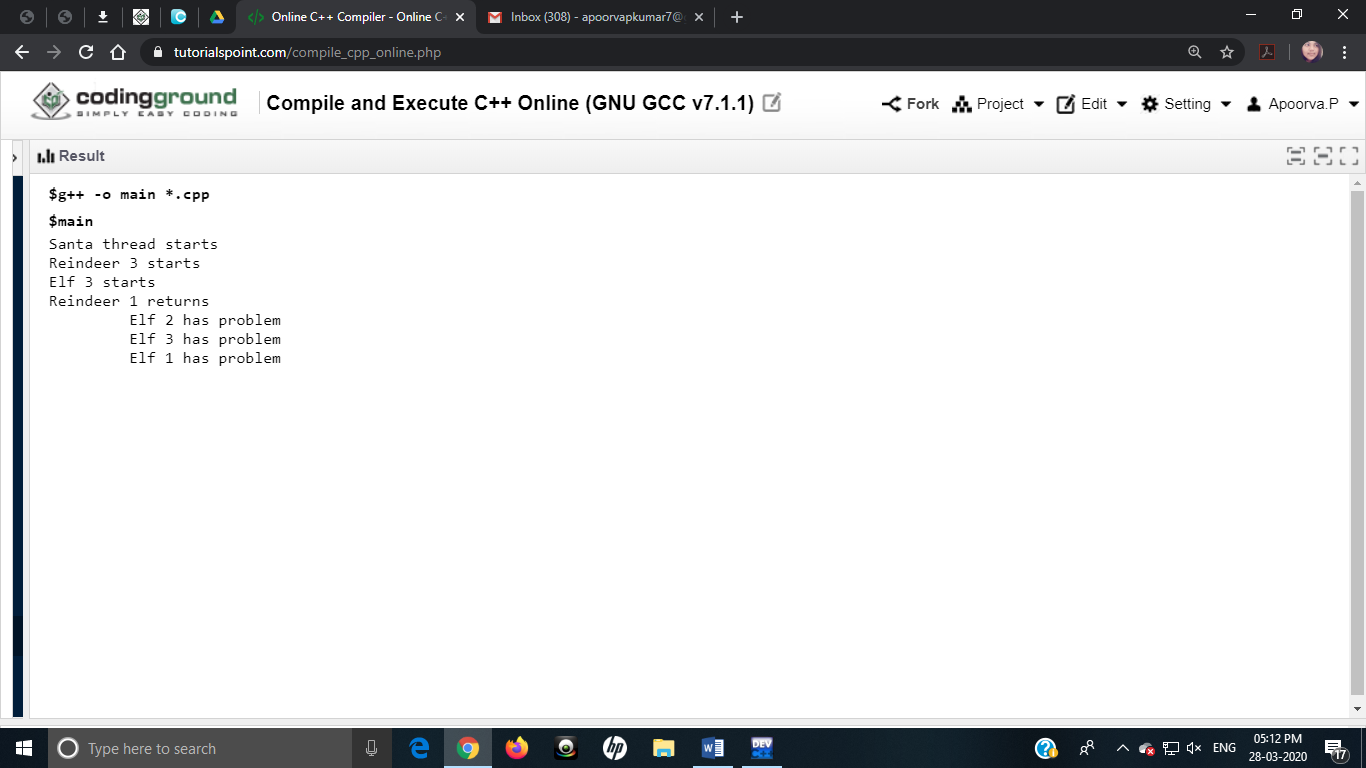 Online C++ Compiler - Online C
Inbox (308) - apoorvapkumar7@
tutorialspoint.com/compile_cpp_online.php
codingground
SIMPLY EASY CODING
Compile and Execute C++ Online (GNU GCC v7.1.1)
Fork
Project
Edit
Setting
Apoorva.P
Result
$g++ -o main *.cpp
$main
Santa thread starts
Reindeer 3 starts
Elf 3 starts
Reindeer 1 returns
Elf 2 has problem
Elf 3 has problem
Elf 1 has problem
Type here to search
hp
W
DEV
C++
ENG
05:12 PM
28-03-2020
17